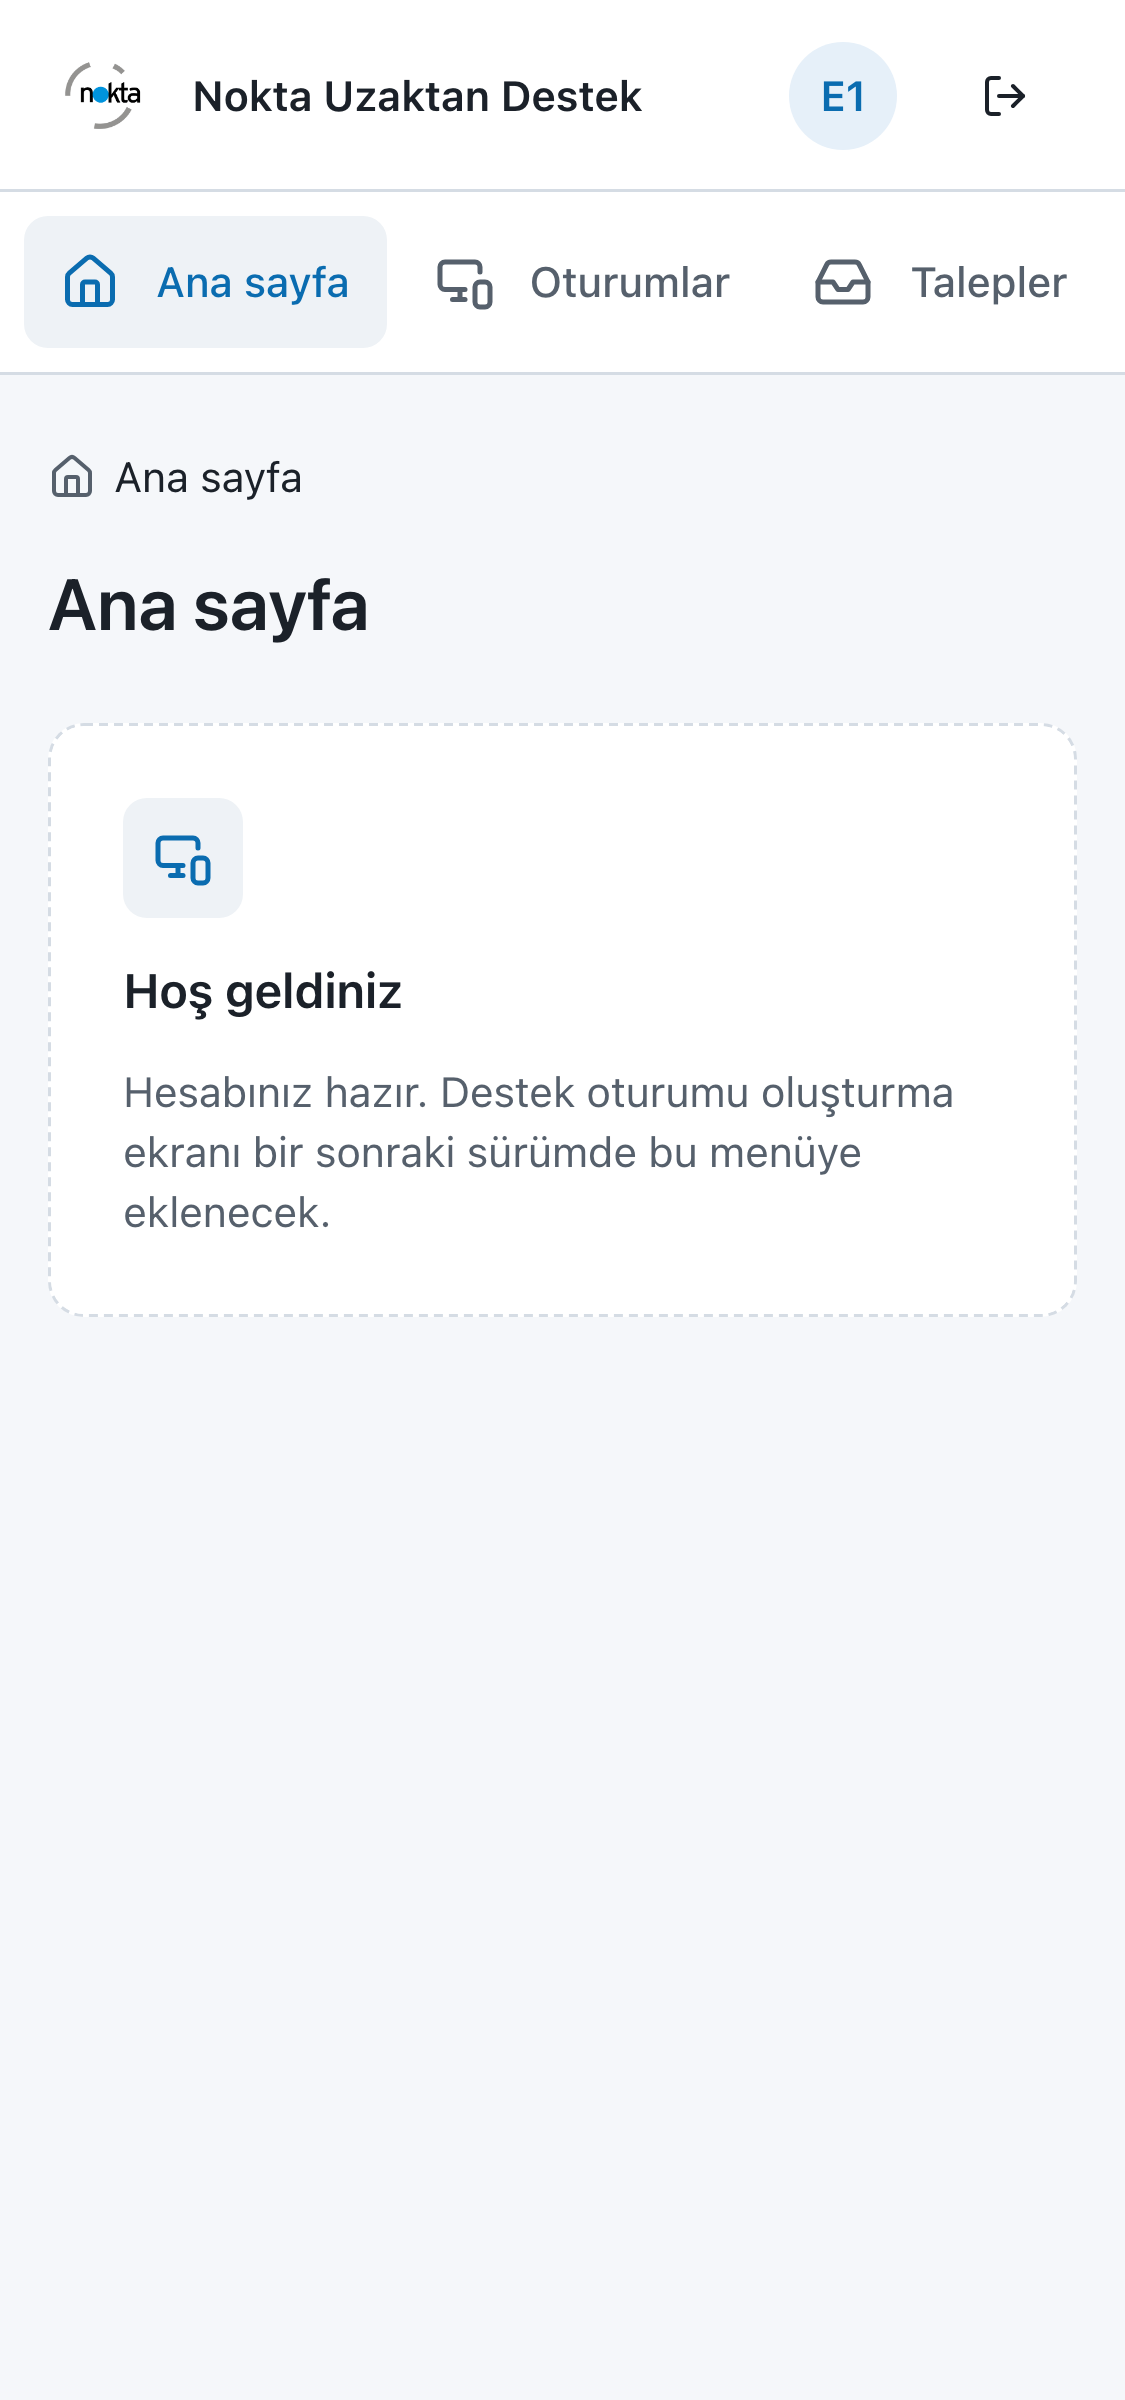 nokta
Nokta Uzaktan Destek
E1
Ana sayfa
Oturumlar
Talepler
Ana sayfa
Ana sayfa
Hoş geldiniz
Hesabınız hazır. Destek oturumu oluşturma
ekranı bir sonraki sürümde bu menüye
eklenecek.